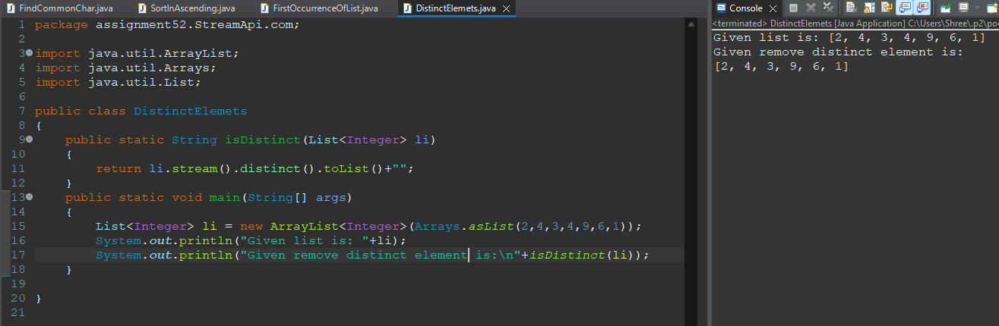 FindCommonChar.java SortInAscending.java FirstOccurrenceOfList.java DistinctElemets.java
1 package assignment52.StreamApi.com;
2
3 import java.util.ArrayList;
4 import java.util.Arrays;
5 import java.util.List;
6
7 public class DistinctElemets
8 {
9 public static String isDistinct(List<Integer> li)
10 {
11 return li.stream().distinct().toList()+"";
12 }
13 public static void main(String[] args)
14 {
15 List<Integer> li = new ArrayList<Integer>(Arrays.asList(2,4,3,4,9,6,1));
16 System.out.println("Given list is: "+li);
17 System.out.println("Given remove distinct element is:\n"+isDistinct(li));
18 }
19
20 }
21
Console
<terminated> DistinctElemets [Java Application] C:\Users\Shree\.p2\poo
Given list is: [2, 4, 3, 4, 9, 6, 1]
Given remove distinct element is:
[2, 4, 3, 9, 6, 1]